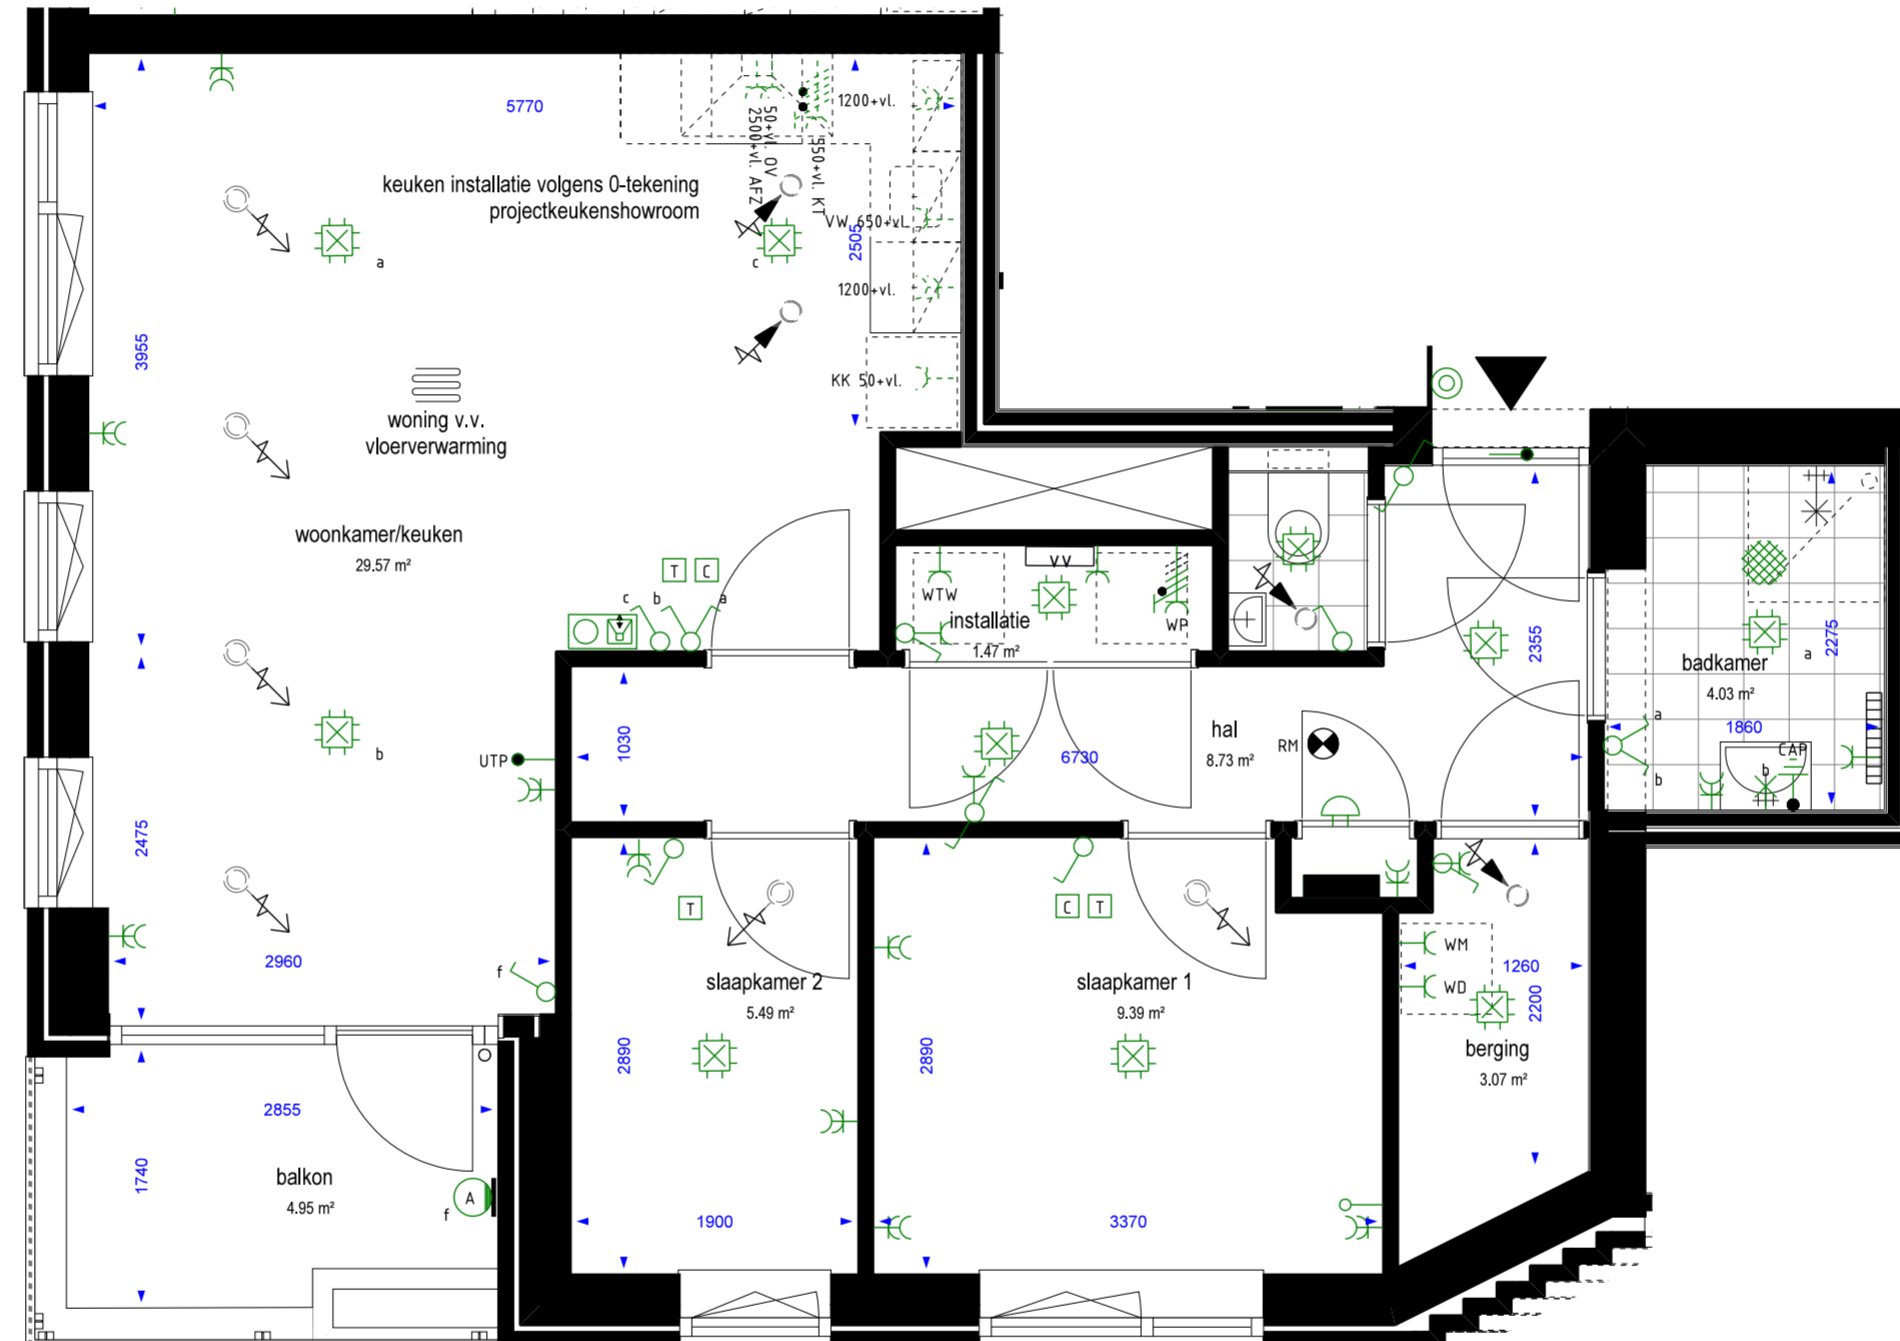 5770
1200+vl.
50+vl. OV
2500+vl. AFZ
550+vl. KT
keuken installatie volgens 0-tekening
projectkeukenshowroom
VW 650+vl.
2505
a
c
1200+vl.
3955
KK 50+vl.
woning v.v.
vloerverwarming
woonkamer/keuken
29.57 m²
T
C
c
b
a
VV
WTW
installatie
1.47 m²
WP
2355
2275
badkamer
4.03 m²
a
a
1860
CAP
b
b
hal
8.73 m²
RM
1030
6730
b
UTP
2475
2960
f
T
C
T
slaapkamer 2
5.49 m²
slaapkamer 1
9.39 m²
WM
WD
1260
2200
berging
3.07 m²
2890
2890
2855
1740
balkon
4.95 m²
A
f
1900
3370